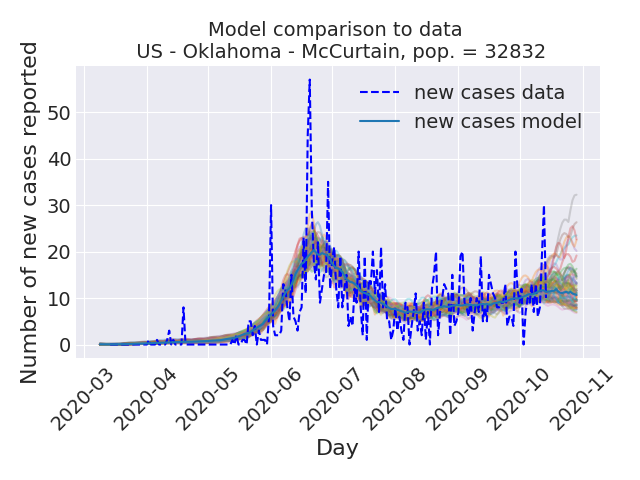 Model comparison to data
US - Oklahoma - McCurtain, pop. = 32832
Number of new cases reported
50
40
30
20
10
0
new cases data
new cases model
2020-03
2020-04
2020-05
2020-06
2020-07
2020-08
2020-09
2020-10
2020-11
Day